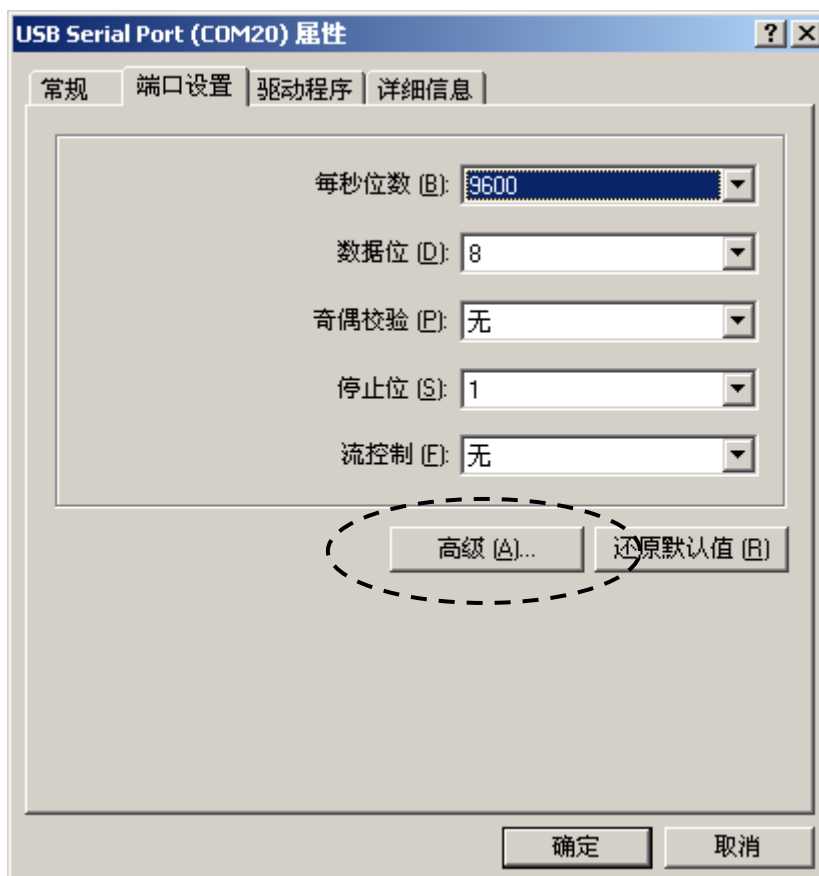 USB Serial Port (COM20) 属性
常规 端口设置 驱动程序 详细信息
每秒位数 (B): 9600
数据位 (D): 8
奇偶校验 (P): 无
停止位 (S): 1
流控制 (F): 无
高级 (A)... 还原默认值 (R)
确定 取消